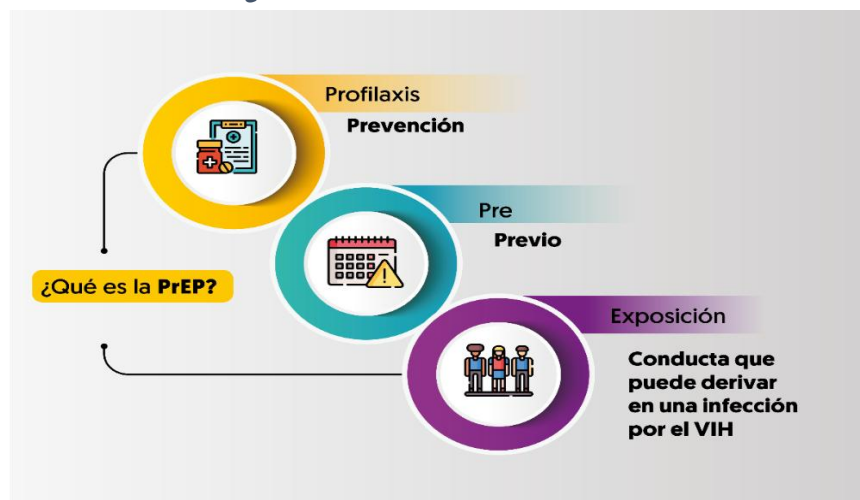 Profilaxis
Prevención
Pre
Previo
¿Qué es la PrEP?
Exposición
Conducta que
puede derivar
en una infección
por el VIH